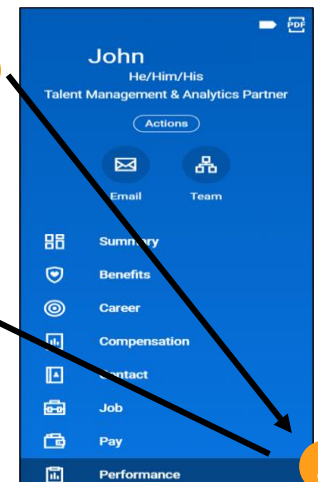 PDF
John
He/Him/His
Talent Management & Analytics Partner
Actions
Email Team
Summary
Benefits
Career
Compensation
Contact
Job
Pay
Performance